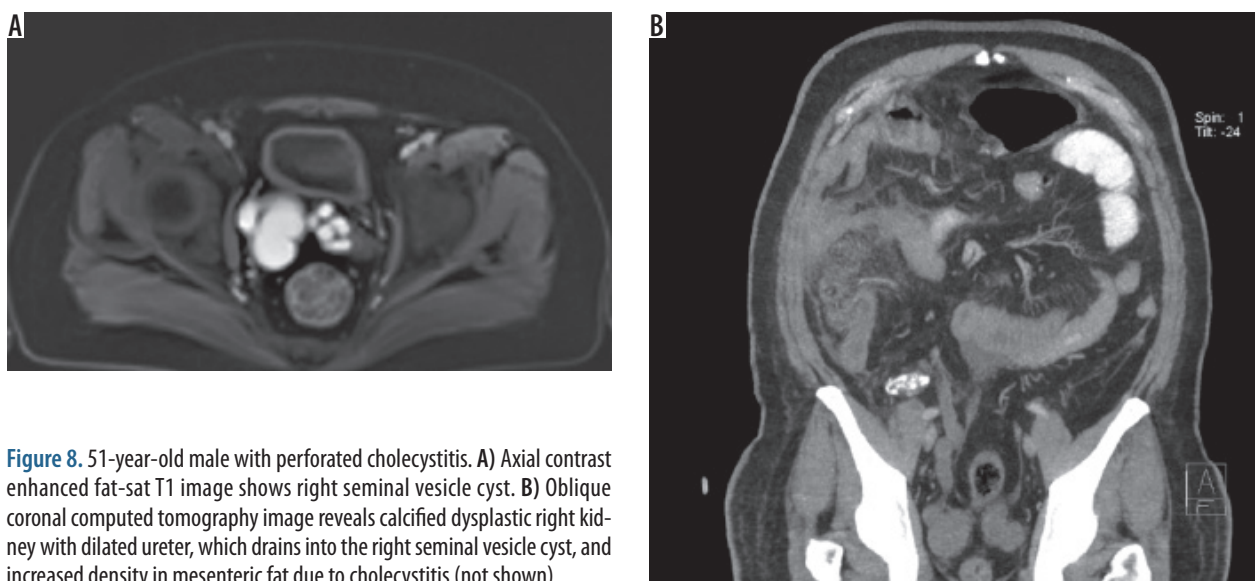 A
B
Spin: 1
Tilt: -24
A
F
Figure 8. 51-year-old male with perforated cholecystitis. A) Axial contrast
enhanced fat-sat T1 image shows right seminal vesicle cyst. B) Oblique
coronal computed tomography image reveals calcified dysplastic right kid-
ney with dilated ureter, which drains into the right seminal vesicle cyst, and
increased density in mesenteric fat due to cholecystitis (not shown)